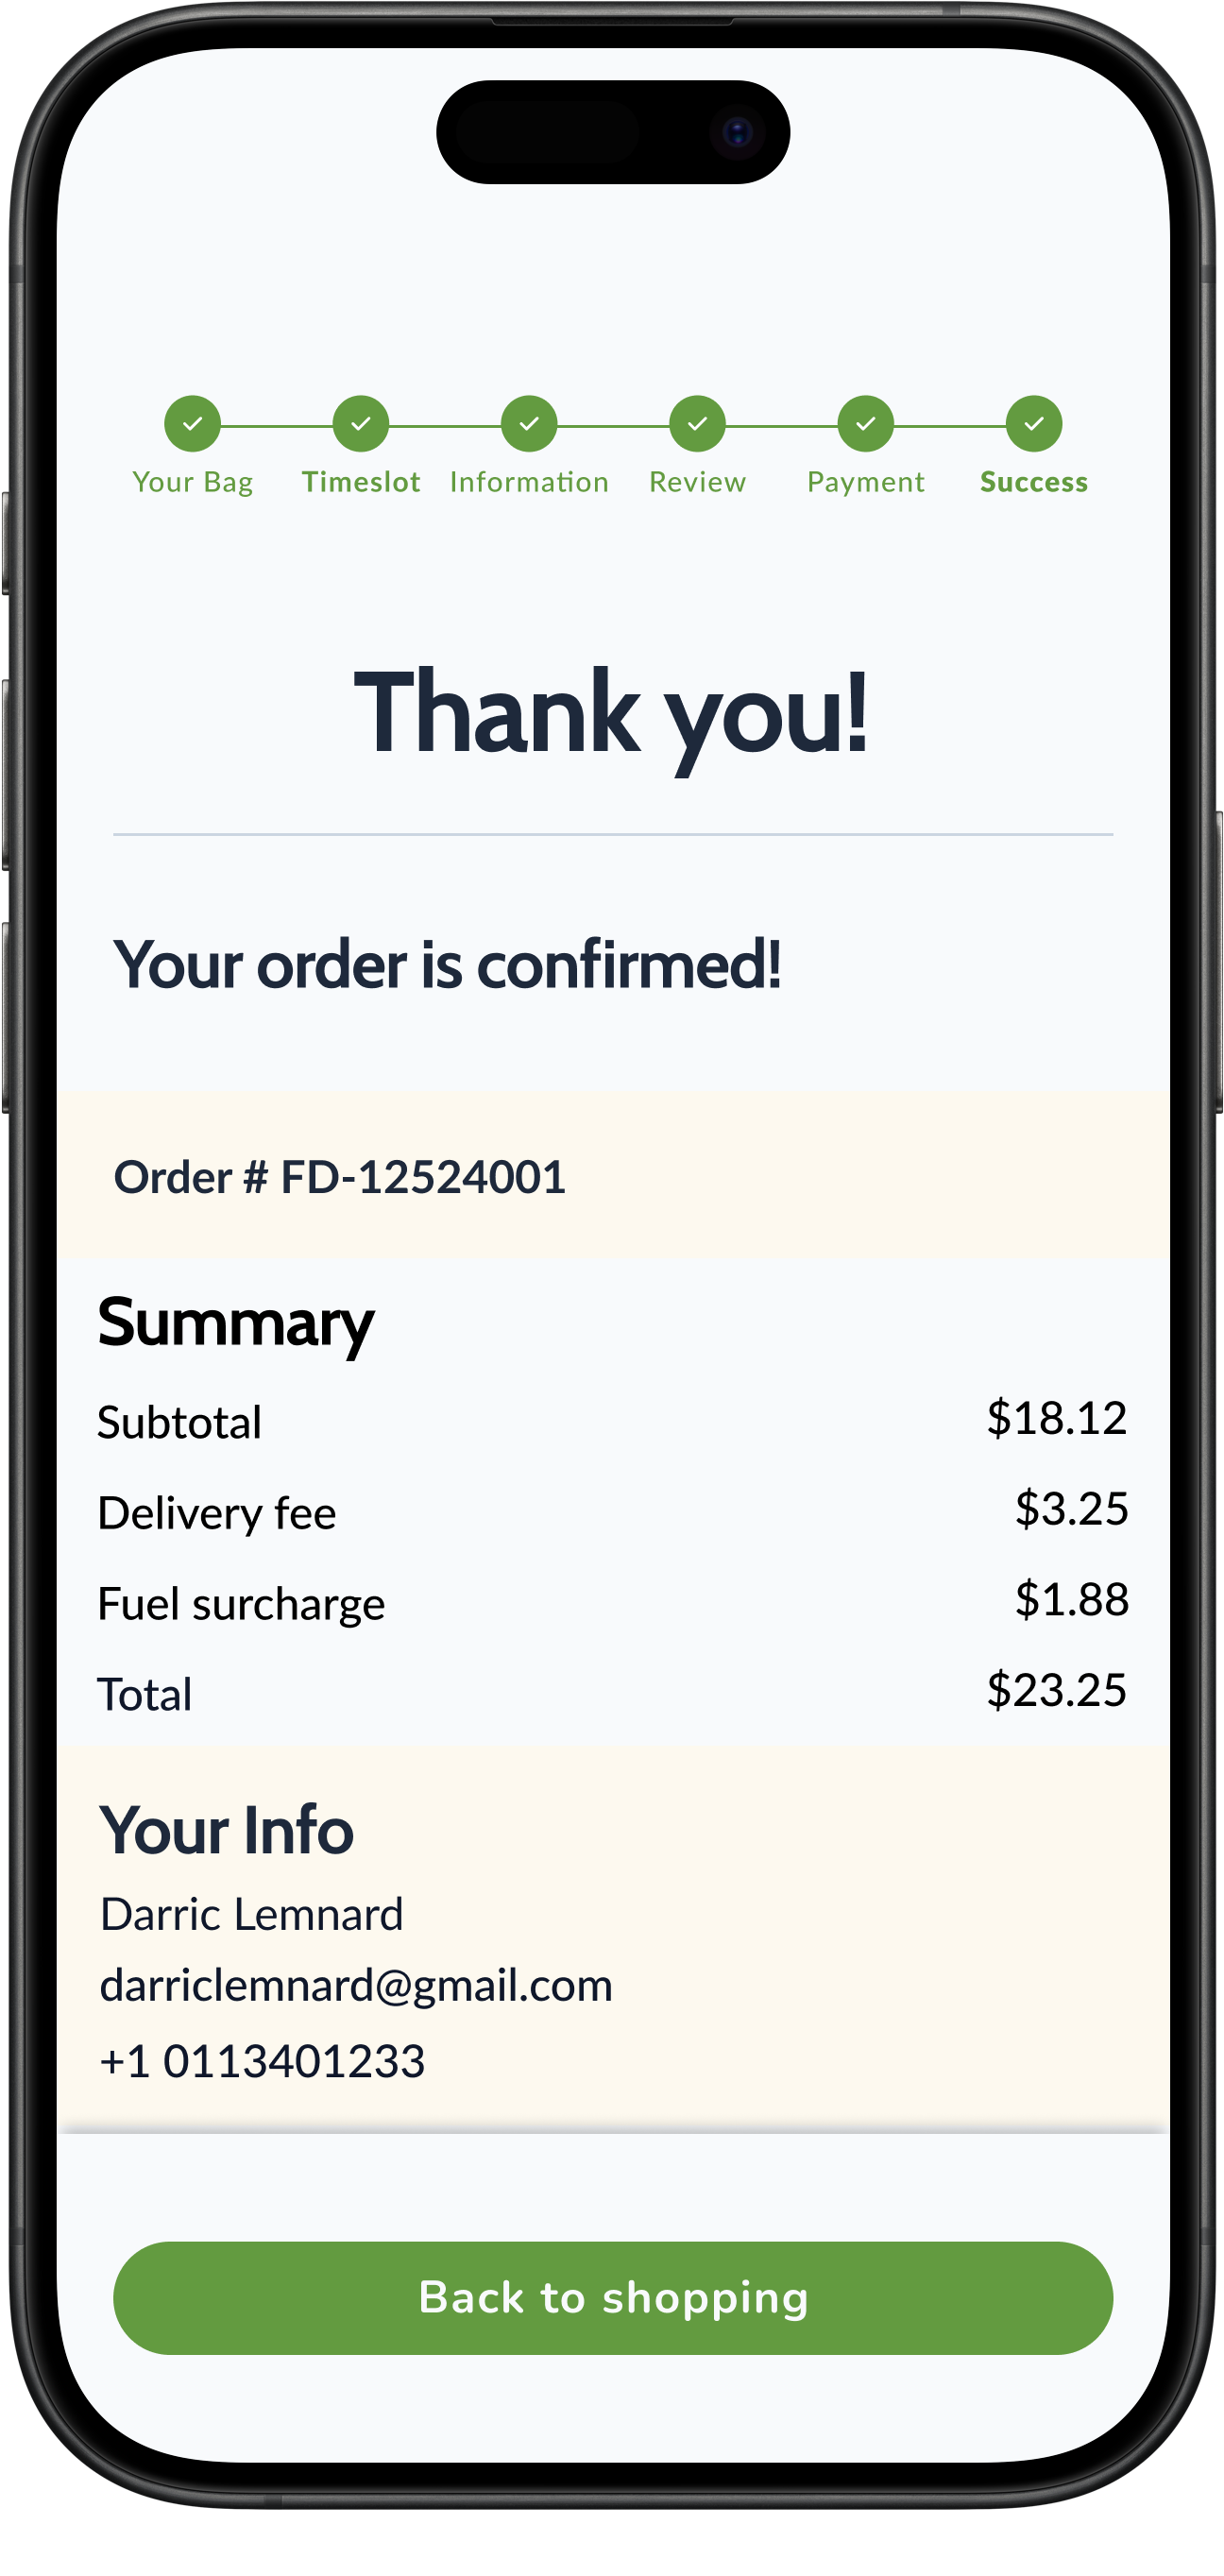 Your Bag Timeslot Information Review Payment Success
Thank you!
Your order is confirmed!
Order # FD-12524001
Summary
Subtotal $18.12
Delivery fee $3.25
Fuel surcharge $1.88
Total $23.25
Your Info
Darric Lemnard
darriclemnard@gmail.com
+1 0113401233
Back to shopping